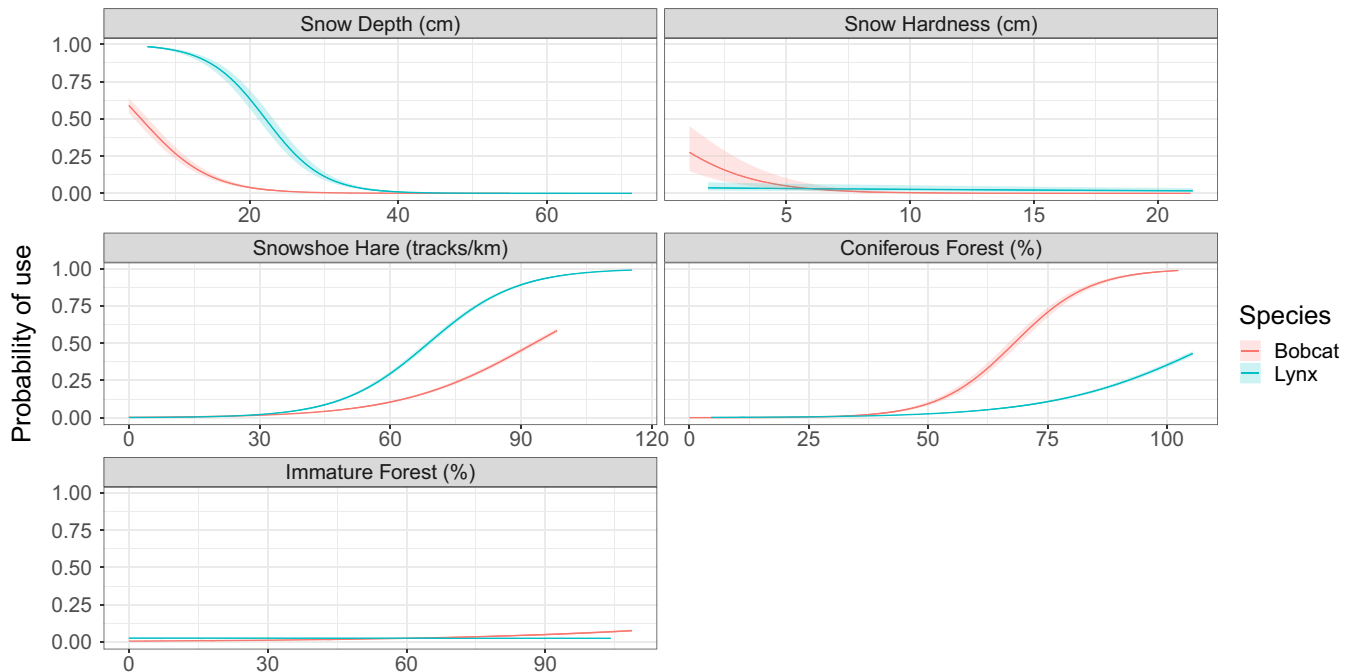 Snow Depth (cm) Snow Hardness (cm)
1.00
0.75
0.50
0.25
0.00
20 40 60 5 10 15 20
Snowshoe Hare (tracks/km) Coniferous Forest (%)
1.00
0.75
0.50
0.25
0.00
0 30 60 90 120 0 25 50 75 100
Immature Forest (%)
1.00
0.75
0.50
0.25
0.00
0 30 60 90
Probability of use
Species
Bobcat
Lynx